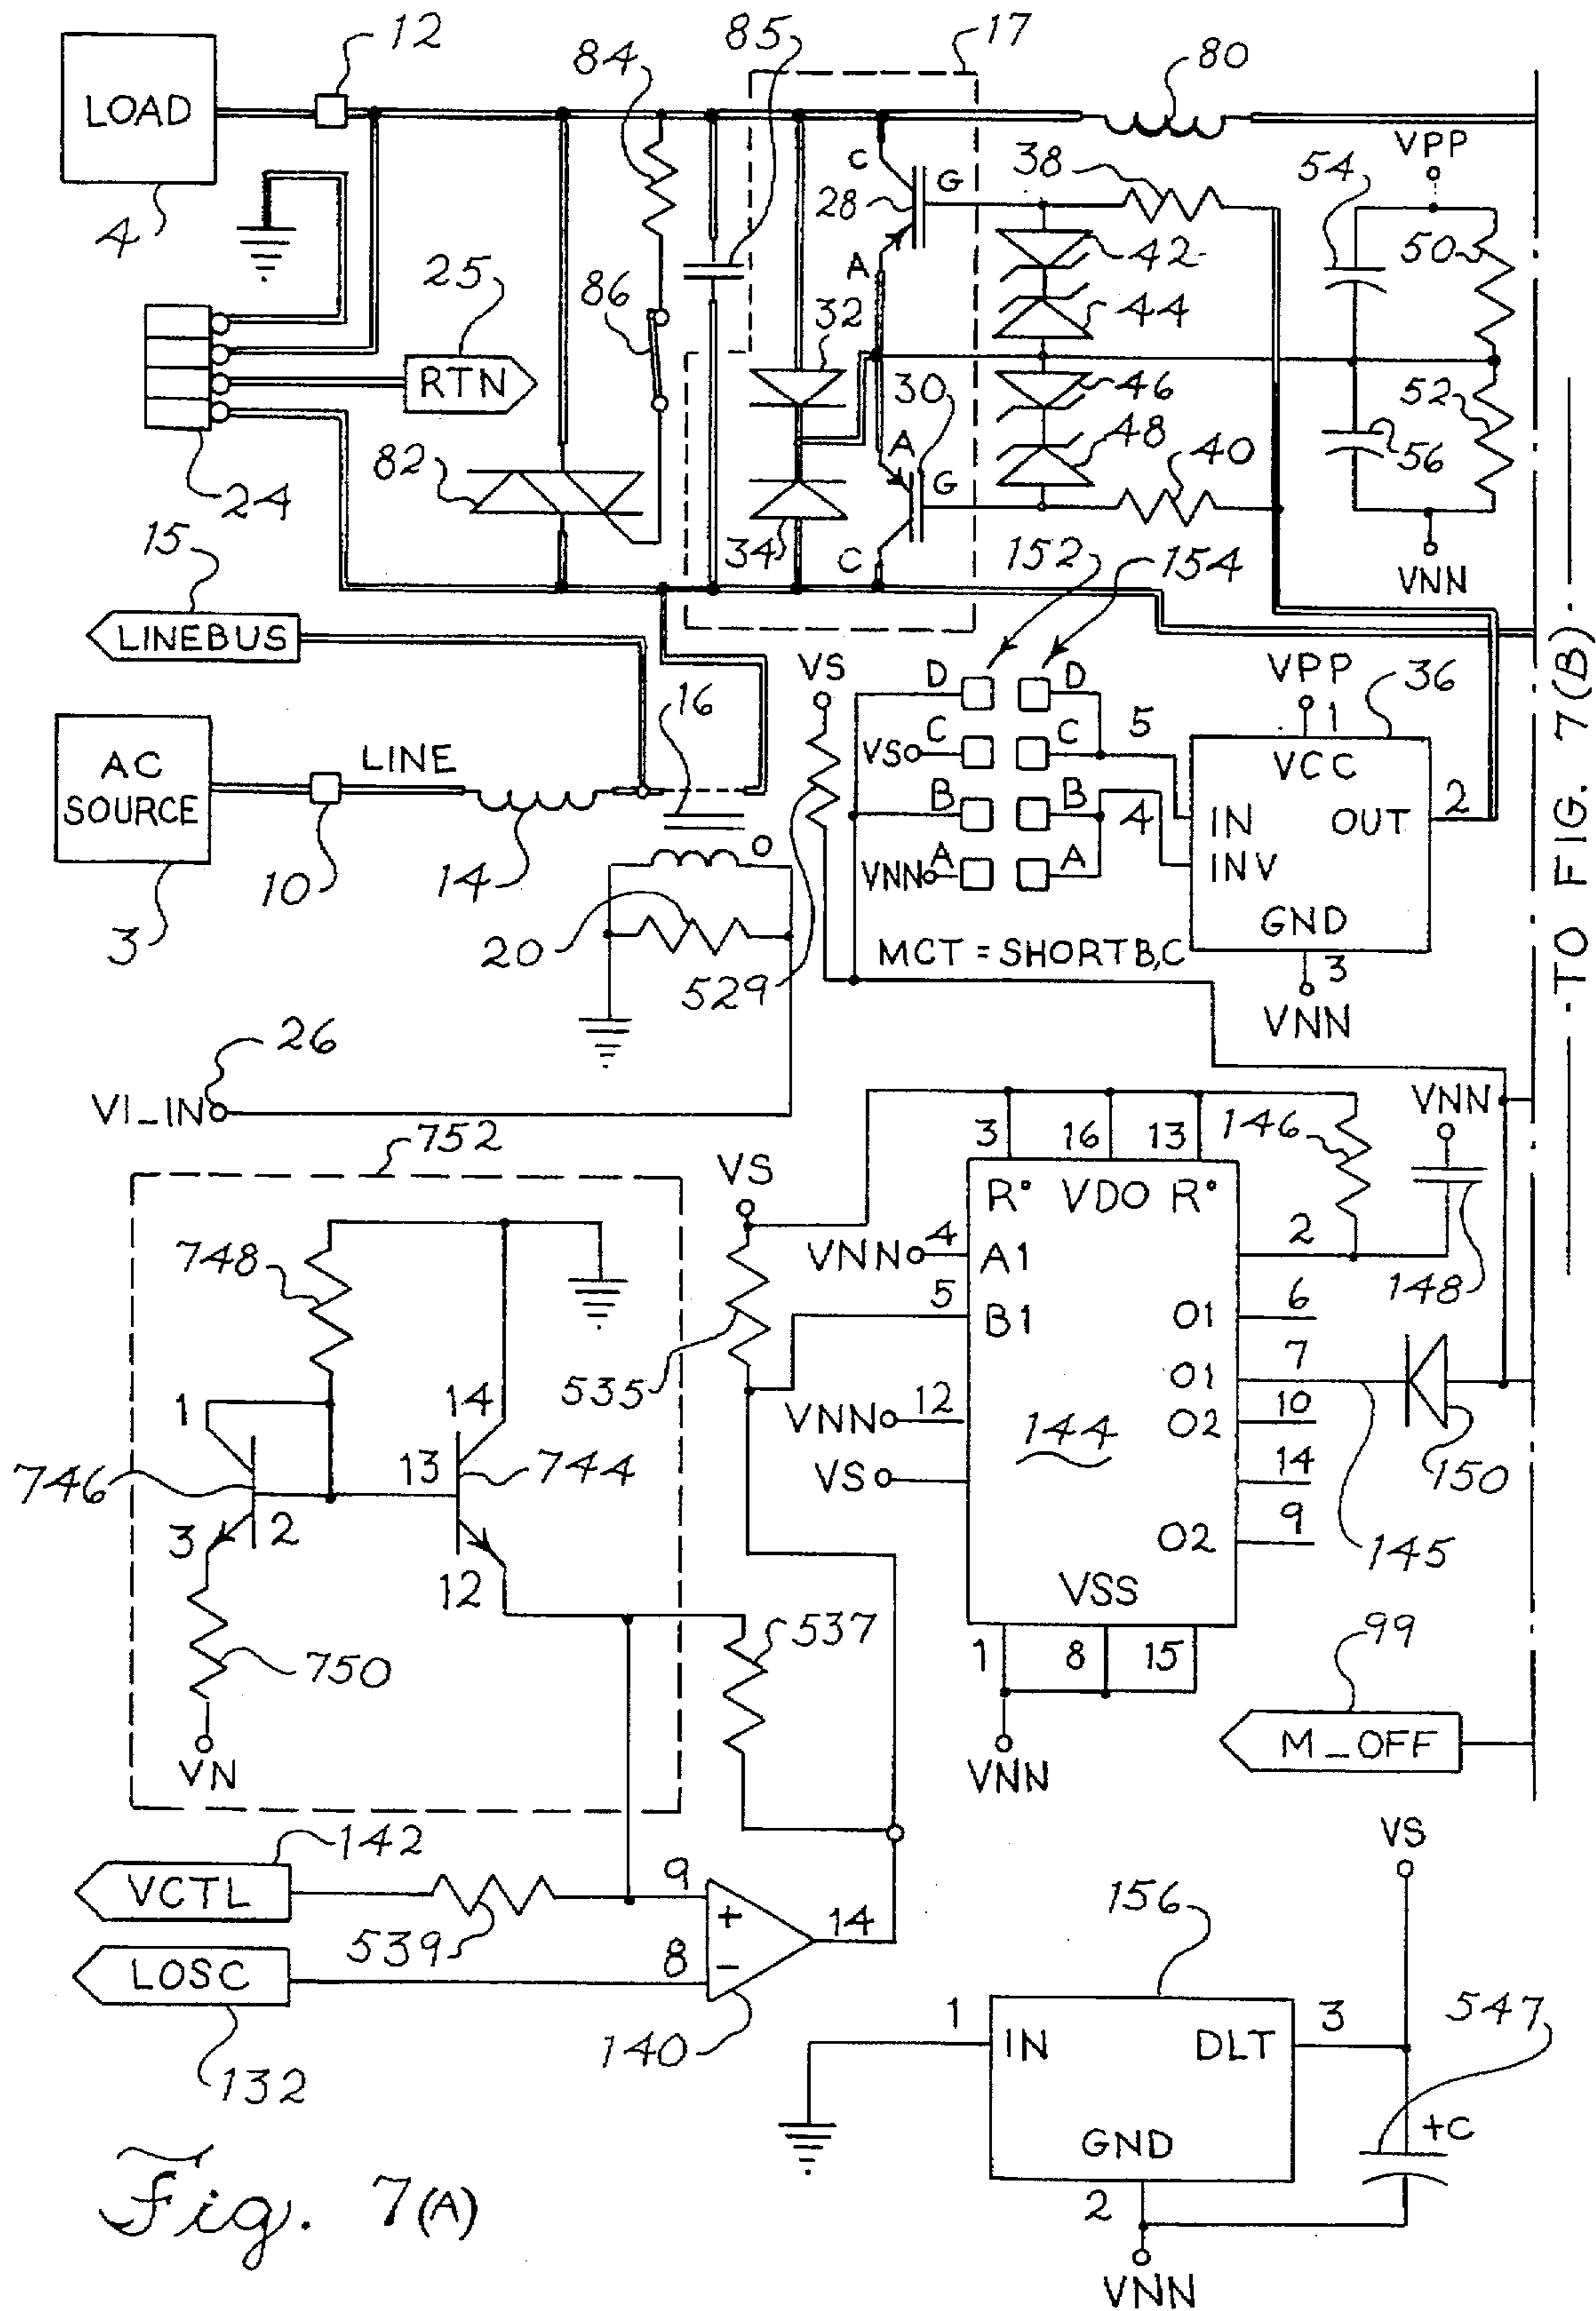 12
85
17
84
80
LOAD
C
G
38
VPP
54
28
4
A
42
50
25
86
32
44
RTN
30
46
52
A
48
82
G
40
56
24
34
C
15
152
154
VNN
LINEBUS
VS
D
D
VPP
16
36
5
1
C
C
VS
VCC
AC
SOURCE
LINE
B
B
4
IN
OUT
2
O
VNN
A
A
INV
10
14
GND
3
20
MCT = SHORT B,C
3
529
VNN
26
VI_IN
TO FIG. 7(B)
752
VNN
3
16
13
146
VS
R°
VDO
R°
748
4
2
VNN
A1
148
5
6
B1
O1
7
535
O1
1
14
10
VNN
12
O2
144
13
744
14
746
VS
150
3
2
9
O2
145
12
VSS
537
99
750
1
8
15
M_OFF
VN
VNN
142
VS
VCTL
9
+
156
14
539
8
LOSC
−
547
1
3
140
IN
DLT
132
+C
GND
Fig. 7(A)
2
VNN